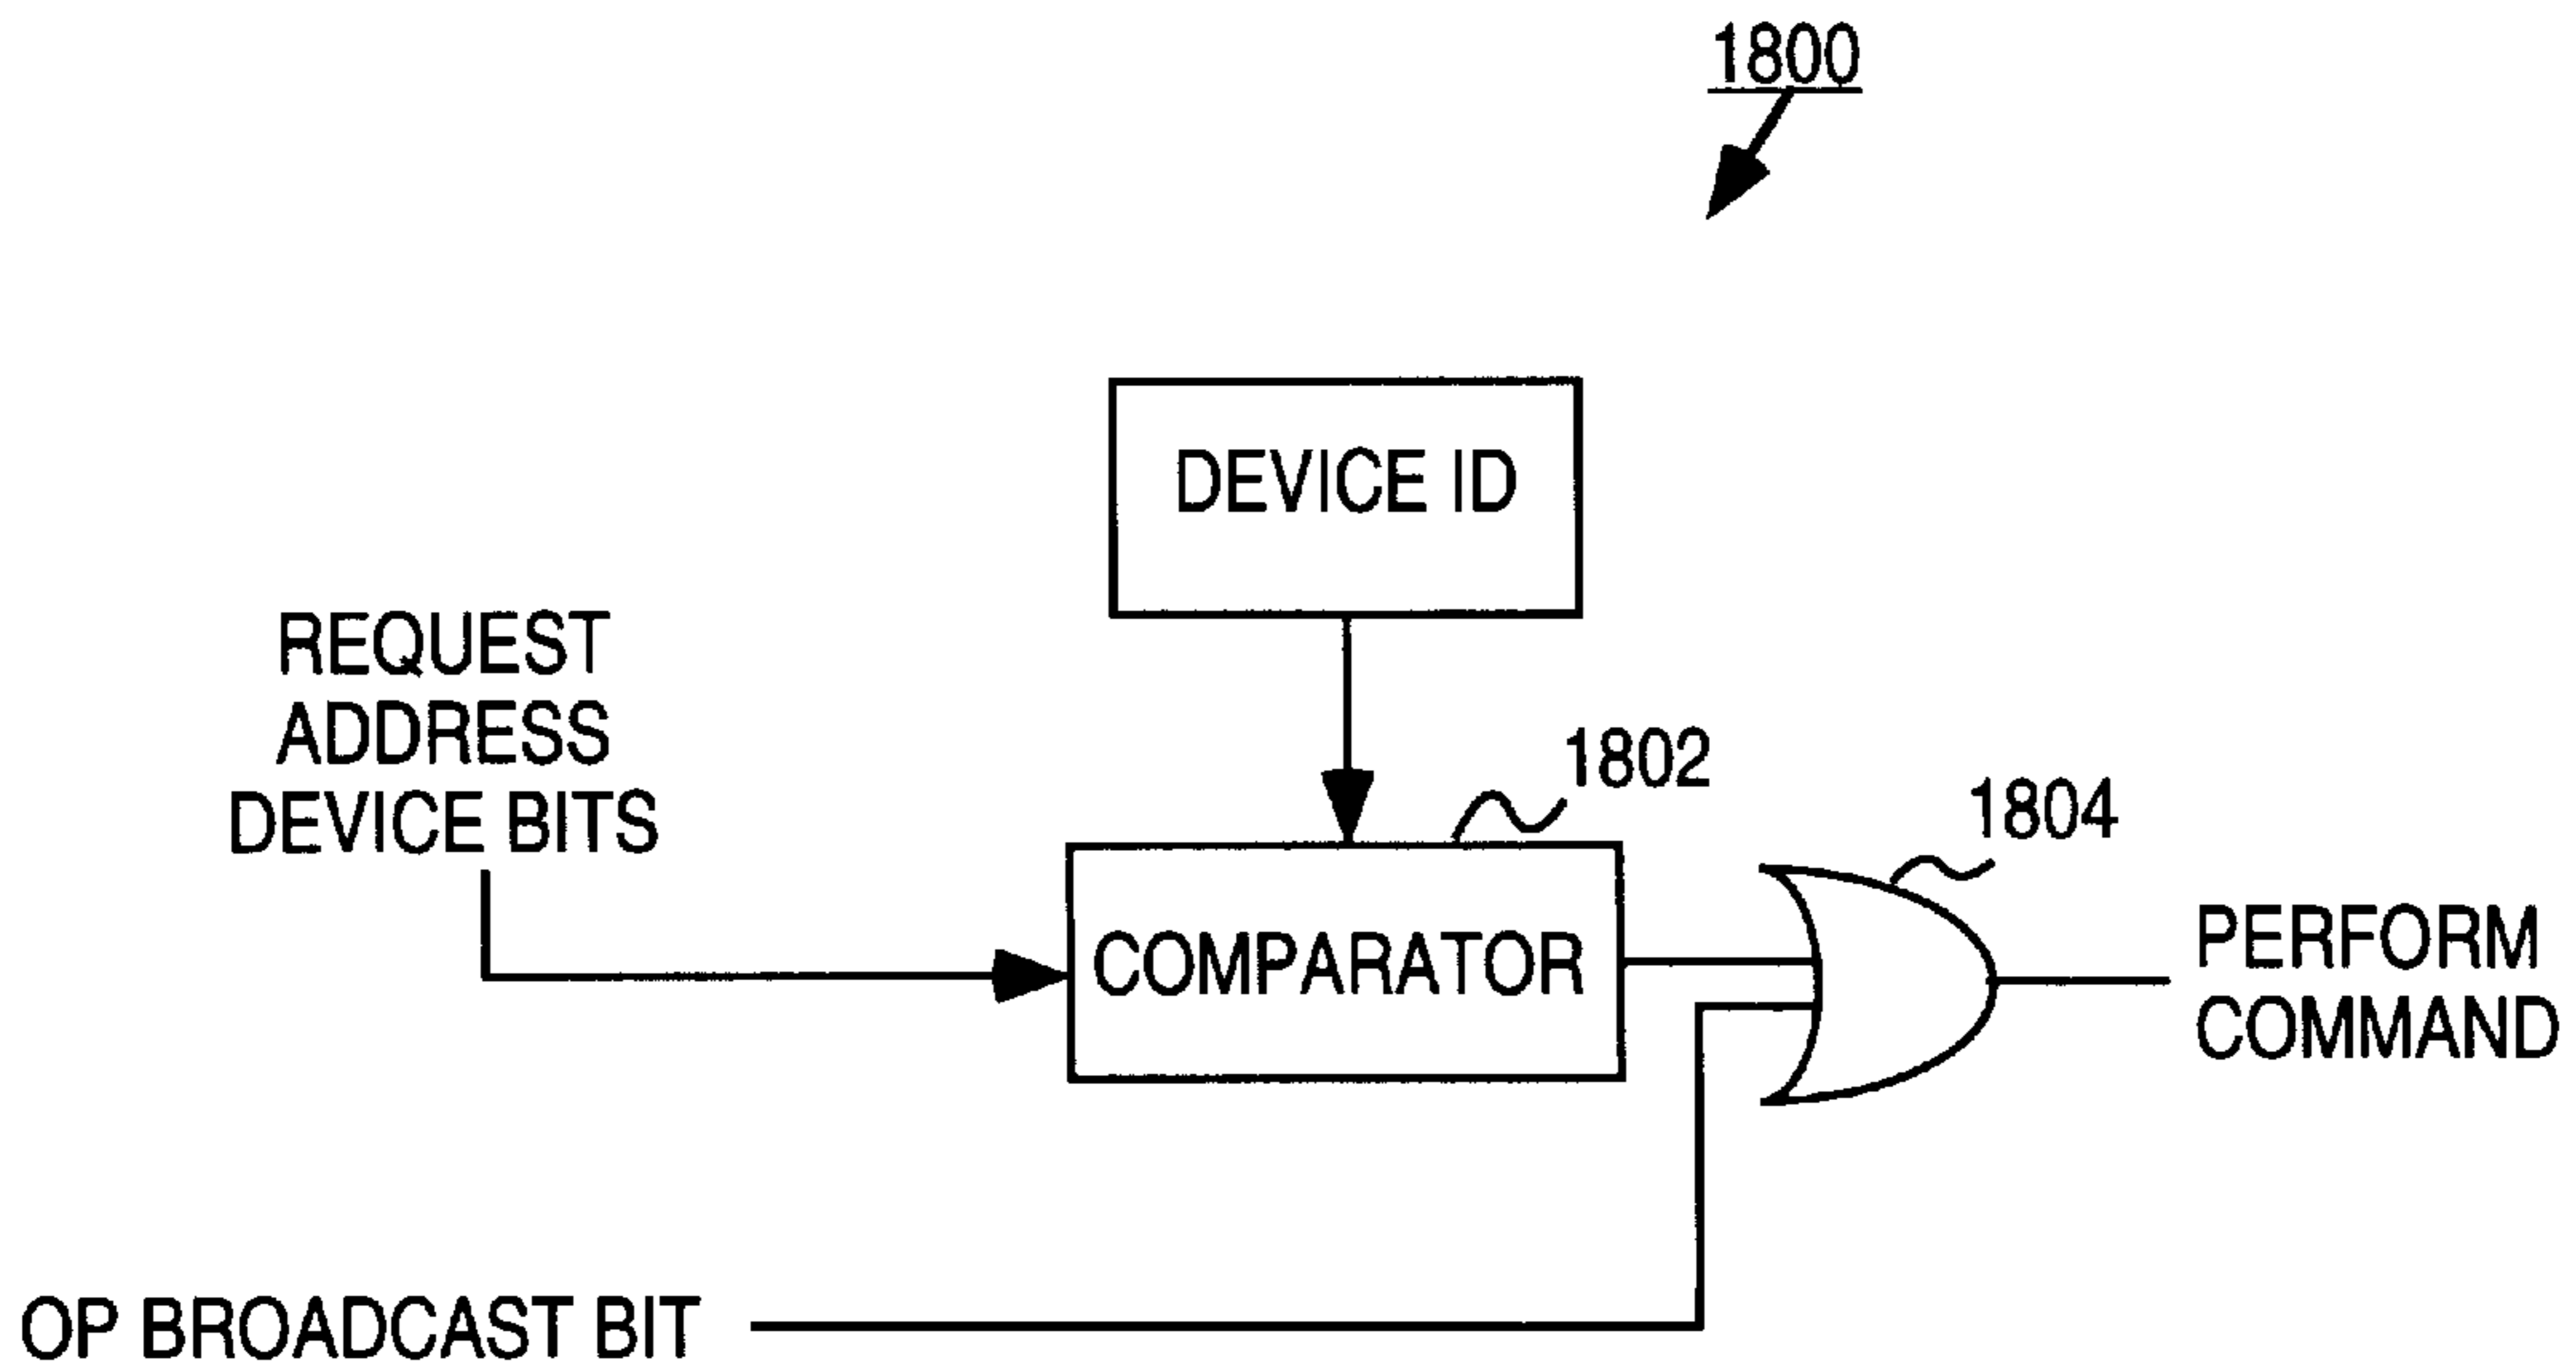 1800
DEVICE ID
REQUEST
ADDRESS
DEVICE BITS
1802
1804
COMPARATOR
PERFORM
COMMAND
OP BROADCAST BIT